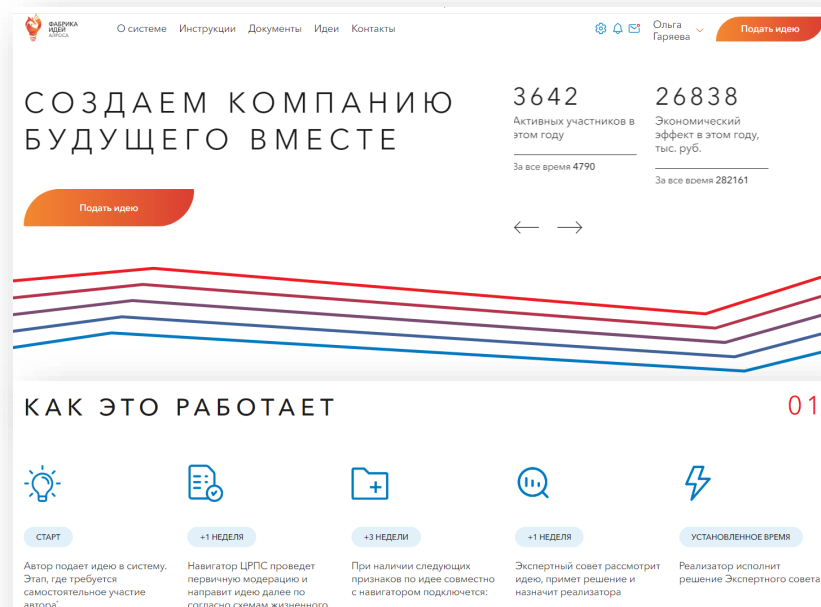 ФАБРИКА
ИДЕЙ
АЛРОСА
О системе Инструкции Документы Идеи Контакты
Ольга
Гаряева
Подать идею
СОЗДАЕМ КОМПАНИЮ
БУДУЩЕГО ВМЕСТЕ
Подать идею
3642
Активных участников в
этом году
За все время 4790
26838
Экономический
эффект в этом году,
тыс. руб.
За все время 282161
КАК ЭТО РАБОТАЕТ
01
СТАРТ
Автор подает идею в систему.
Этап, где требуется
самостоятельное участие
автора
+1 НЕДЕЛЯ
Навигатор ЦРПС проведет
первичную модерацию и
направит идею далее по
согласно схемам жизненного
+3 НЕДЕЛИ
При наличии следующих
признаков по идее совместно
с навигатором подключется:
+1 НЕДЕЛЯ
Экспертный совет рассмотрит
идею, примет решение и
назначит реализатора
УСТАНОВЛЕННОЕ ВРЕМЯ
Реализатор исполнит
решение Экспертного совета